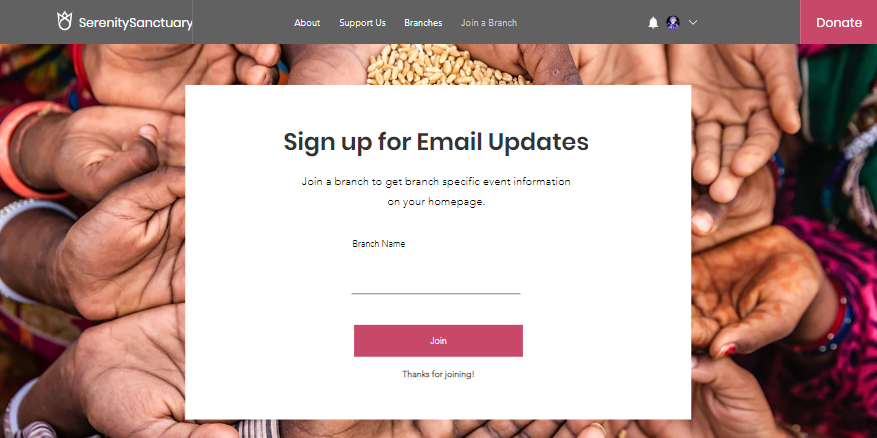 SerenitySanctuary
About
Support Us
Branches
Join a Branch
Donate
Sign up for Email Updates
Join a branch to get branch specific event information
on your homepage.
Branch Name
Join
Thanks for joining!